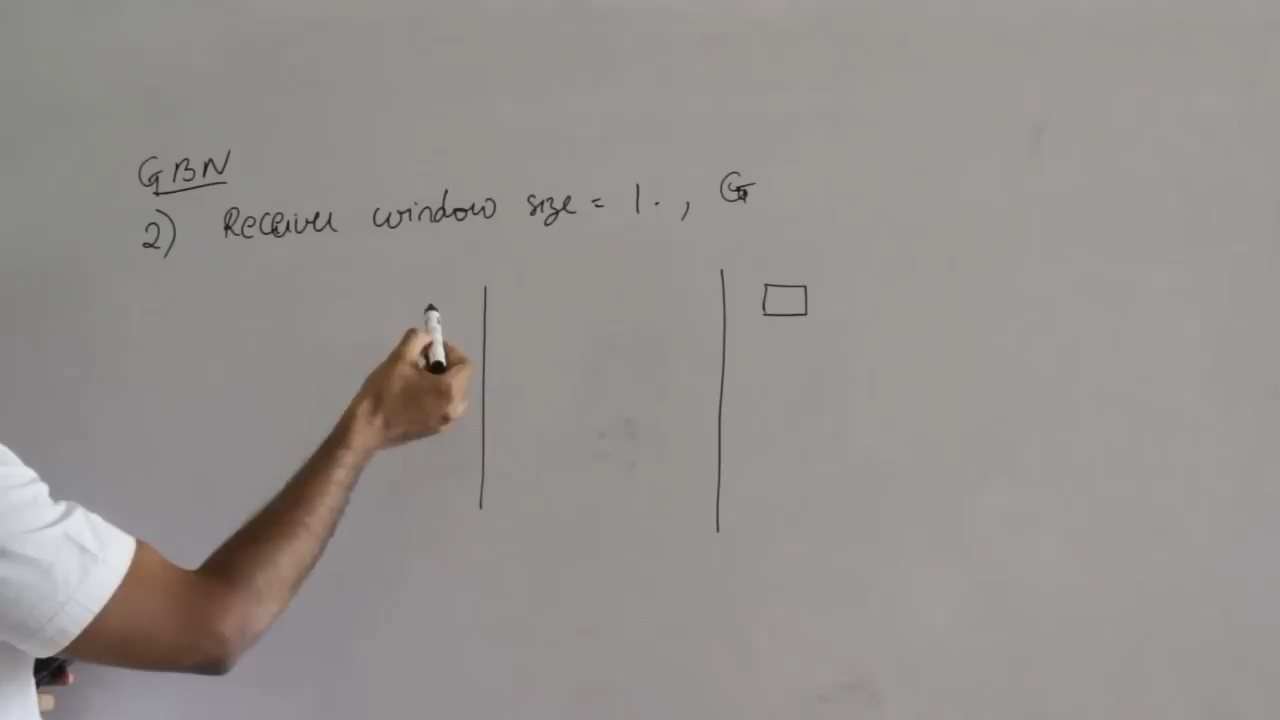 GBN
2) Receiver window size = 1. , G